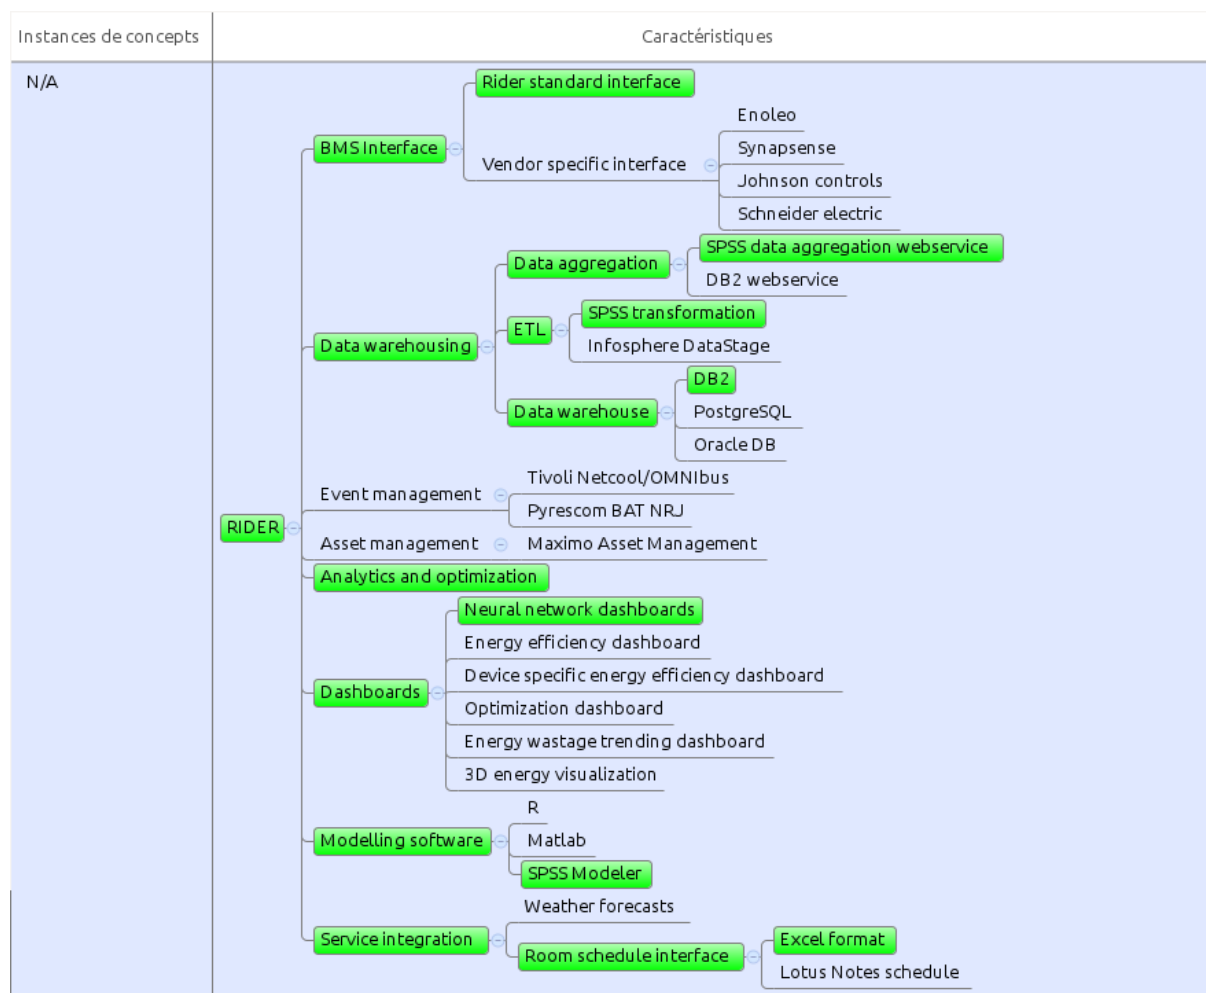 Instances de concepts
Caractéristiques
N/A
Rider standard interface
Enoleo
BMS Interface
Synapsense
Vendor specific interface
Johnson controls
Schneider electric
SPSS data aggregation webservice
Data aggregation
DB2 webservice
SPSS transformation
ETL
Data warehousing
Infosphere DataStage
DB2
Data warehouse
PostgreSQL
Oracle DB
Tivoli Netcool/OMNIbus
Event management
Pyrescom BAT NRJ
RIDER
Asset management
Maximo Asset Management
Analytics and optimization
Neural network dashboards
Energy efficiency dashboard
Device specific energy efficiency dashboard
Dashboards
Optimization dashboard
Energy wastage trending dashboard
3D energy visualization
R
Modelling software
Matlab
SPSS Modeler
Weather forecasts
Service integration
Excel format
Room schedule interface
Lotus Notes schedule